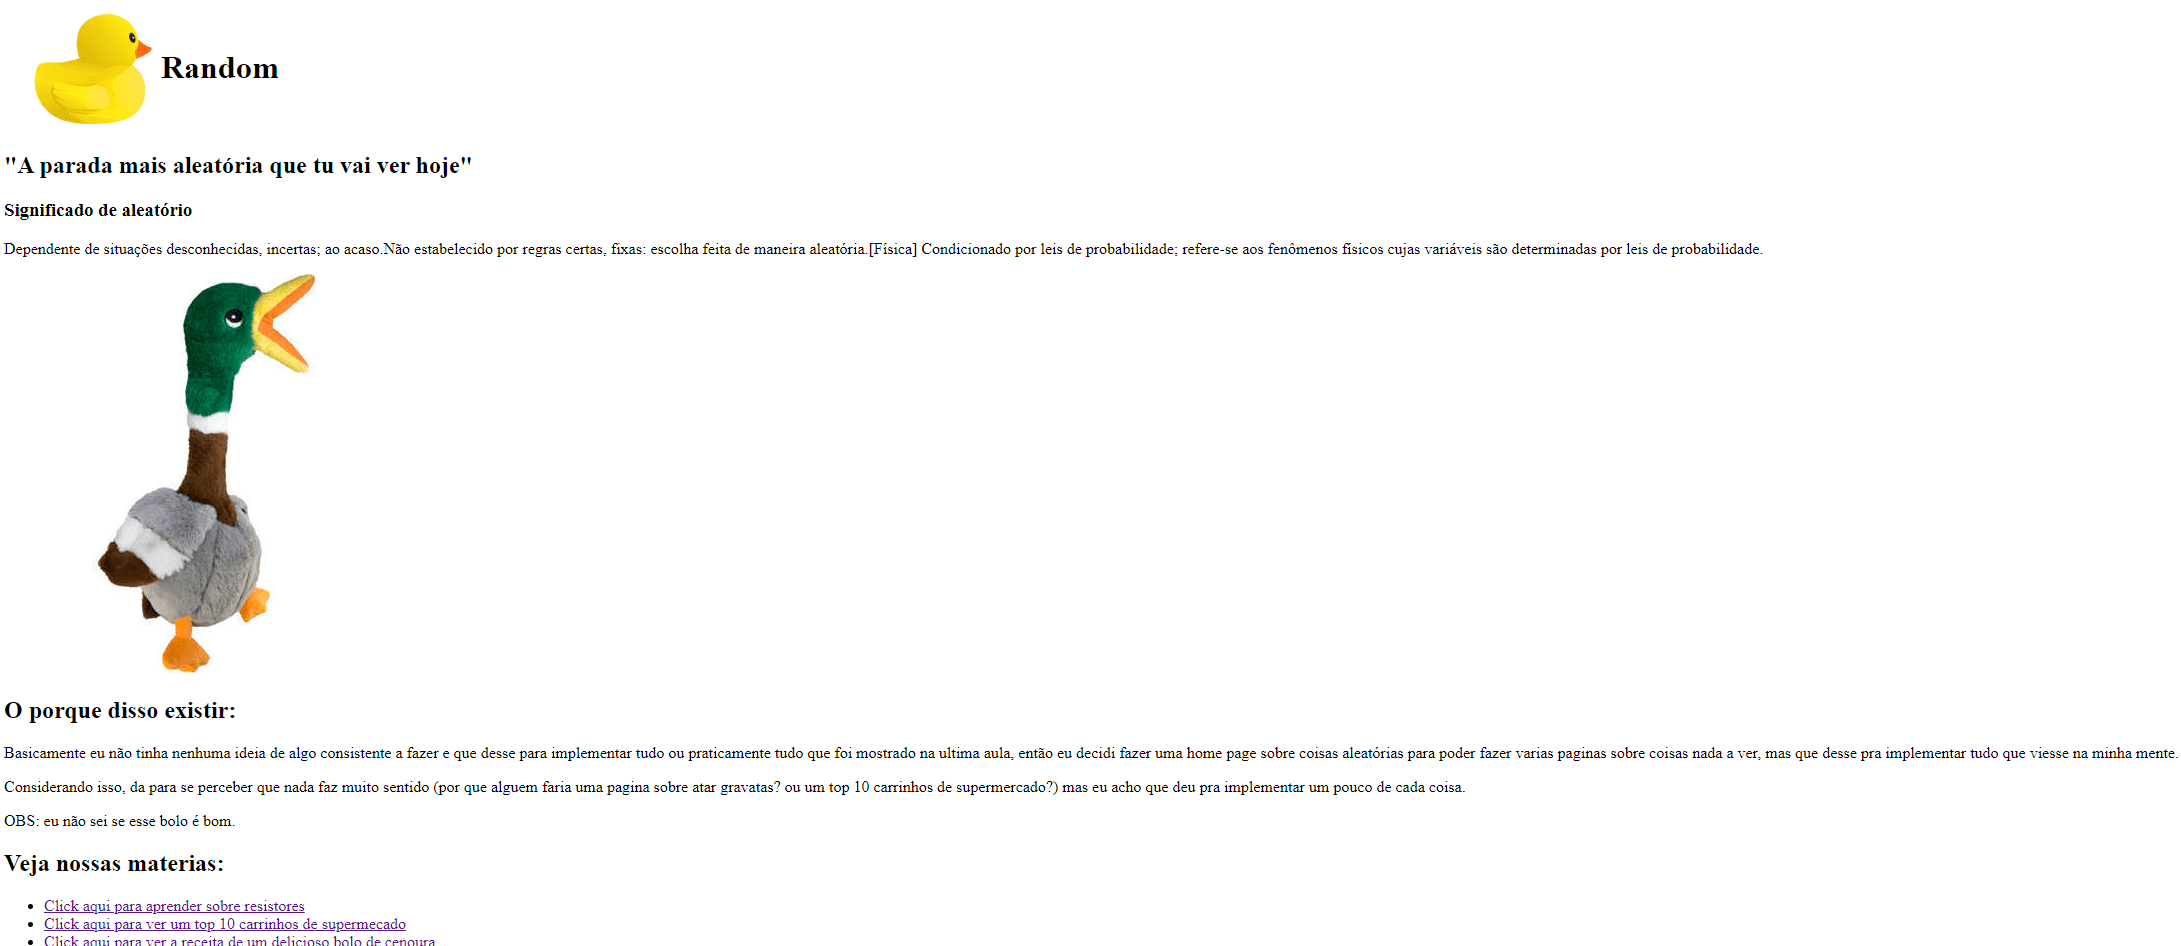 Random
"A parada mais aleatória que tu vai ver hoje"
Significado de aleatório
Dependente de situações desconhecidas, incertas; ao acaso.Não estabelecido por regras certas, fixas: escolha feita de maneira aleatória.[Física] Condicionado por leis de probabilidade; refere-se aos fenômenos físicos cujas variáveis são determinadas por leis de probabilidade.
O porque disso existir:
Basicamente eu não tinha nenhuma ideia de algo consistente a fazer e que desse para implementar tudo ou praticamente tudo que foi mostrado na ultima aula, então eu decidi fazer uma home page sobre coisas aleatórias para poder fazer varias paginas sobre coisas nada a ver, mas que desse pra implementar tudo que viesse na minha mente.
Considerando isso, da para se perceber que nada faz muito sentido (por que alguem faria uma pagina sobre atar gravatas? ou um top 10 carrinhos de supermercado?) mas eu acho que deu pra implementar um pouco de cada coisa.
OBS: eu não sei se esse bolo é bom.
Veja nossas materias:
Click aqui para aprender sobre resistores
Click aqui para ver um top 10 carrinhos de supermecado
Click aqui para ver a receita de um delicioso bolo de cenoura